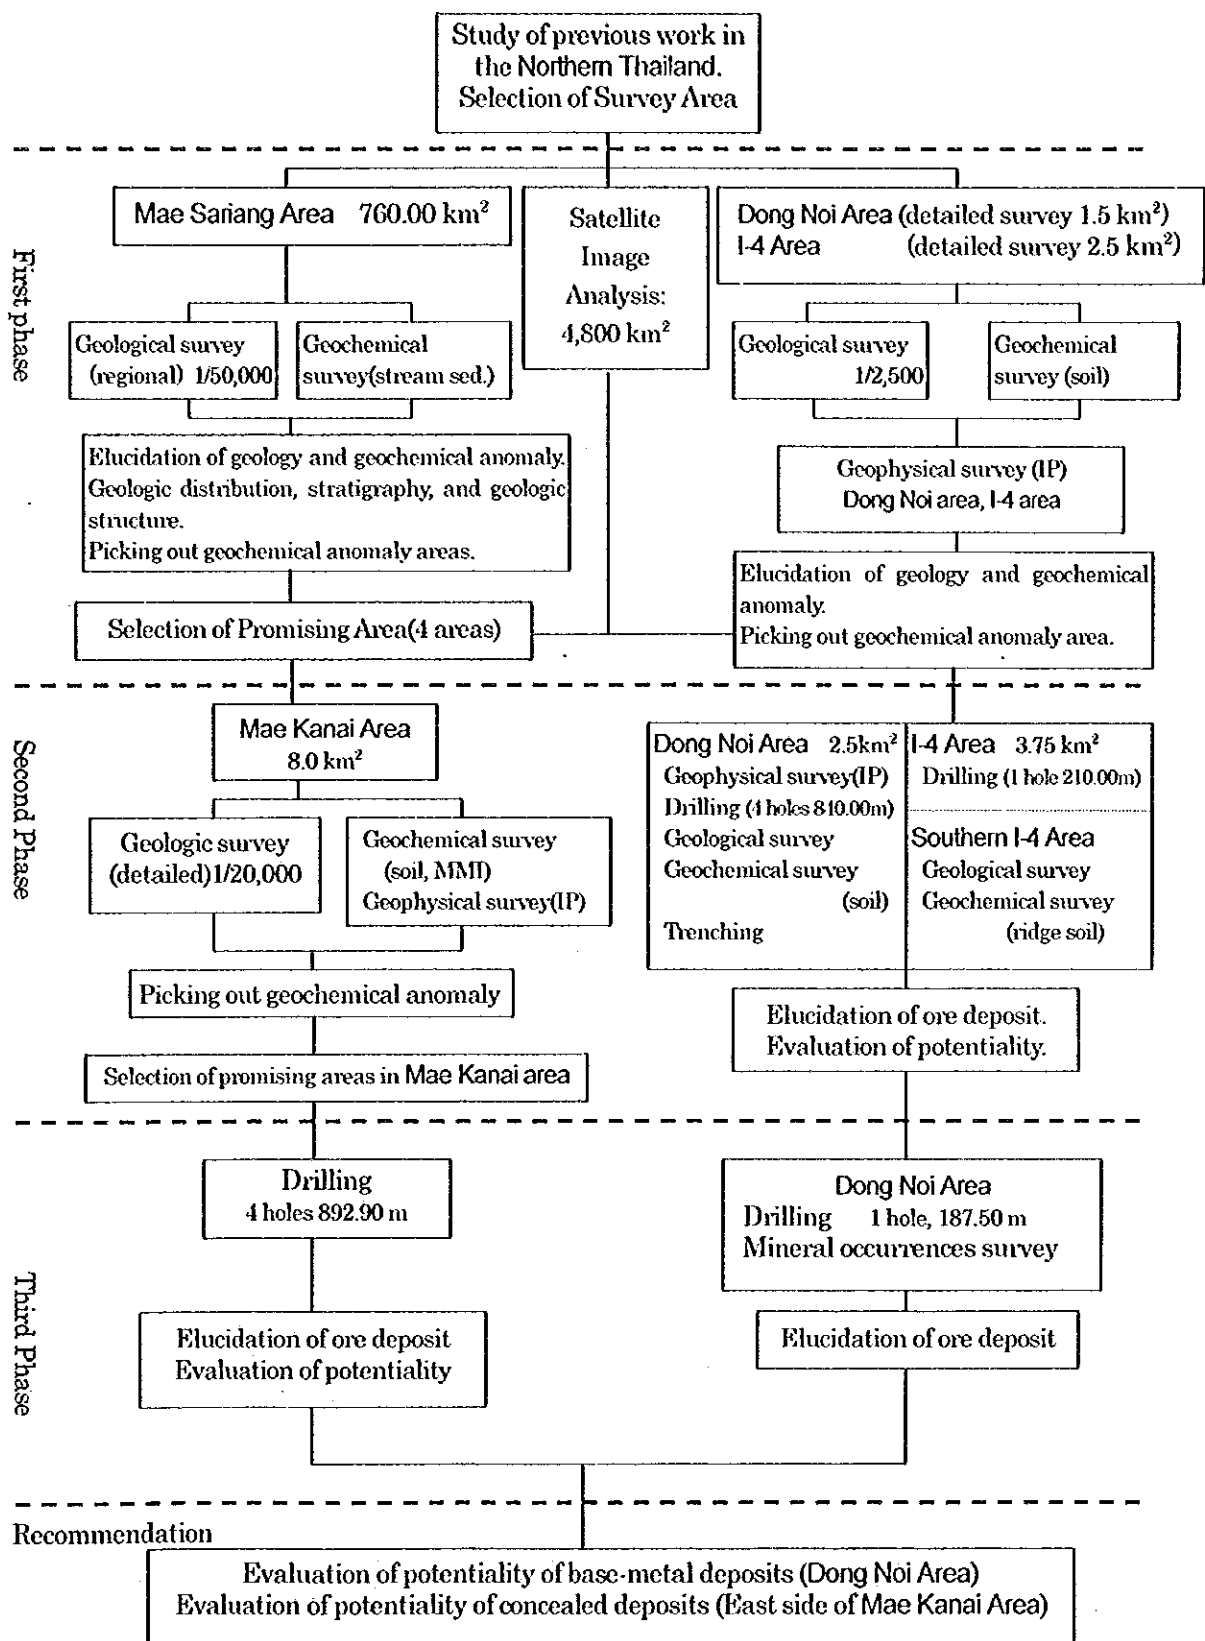 Study of previous work in
the Northern Thailand.
Selection of Survey Area
First phase
Mae Sariang Area 760.00 km²
Satellite
Image
Analysis:
4,800 km²
Dong Noi Area (detailed survey 1.5 km²)
I-4 Area (detailed survey 2.5 km²)
Geological survey
(regional) 1/50,000
Geochemical
survey(stream sed.)
Geological survey
1/2,500
Geochemical
survey (soil)
Elucidation of geology and geochemical anomaly.
Geologic distribution, stratigraphy, and geologic
structure.
Picking out geochemical anomaly areas.
Geophysical survey (IP)
Dong Noi area, I-4 area
Selection of Promising Area(4 areas)
Elucidation of geology and geochemical
anomaly.
Picking out geochemical anomaly area.
Second Phase
Mae Kanai Area
8.0 km²
Geologic survey
(detailed)1/20,000
Geochemical survey
(soil, MMI)
Geophysical survey(IP)
Picking out geochemical anomaly
Selection of promising areas in Mae Kanai area
Dong Noi Area 2.5km²
Geophysical survey(IP)
Drilling (4 holes 840.00m)
Geological survey
Geochemical survey
(soil)
Trenching
I-4 Area 3.75 km²
Drilling (1 hole 210.00m)
Southern I-4 Area
Geological survey
Geochemical survey
(ridge soil)
Elucidation of ore deposit.
Evaluation of potentiality.
Third Phase
Drilling
4 holes 892.90 m
Elucidation of ore deposit
Evaluation of potentiality
Dong Noi Area
Drilling 1 hole, 187.50 m
Mineral occurrences survey
Elucidation of ore deposit
Recommendation
Evaluation of potentiality of base-metal deposits (Dong Noi Area)
Evaluation of potentiality of concealed deposits (East side of Mae Kanai Area)